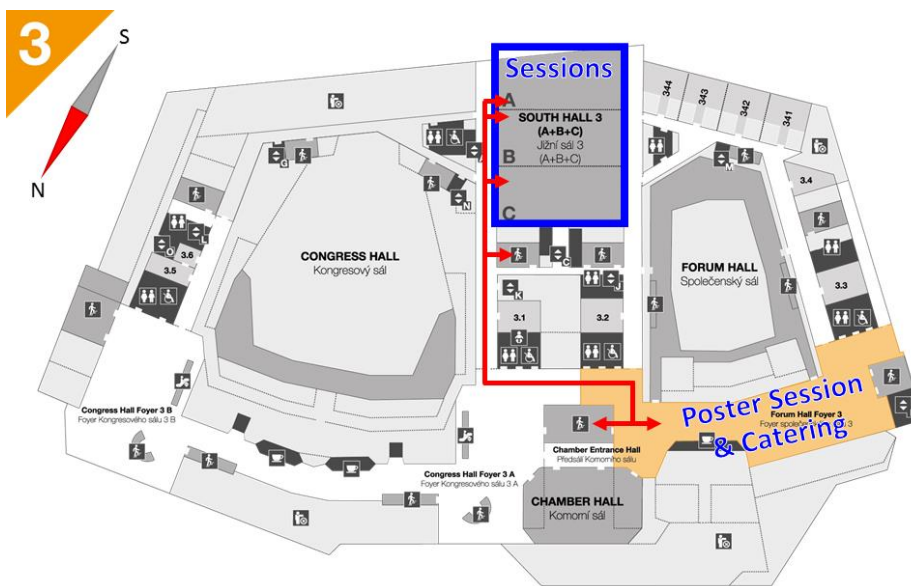 3
S
N
Sessions
A
SOUTH HALL 3
(A+B+C)
Jižní sál 3
(A+B+C)
B
C
344
343
342
341
3.4
3.3
M
G
N
L
O
3.6
3.5
CONGRESS HALL
Kongresový sál
C
K
J
3.1
3.2
FORUM HALL
Společenský sál
Poster Session
& Catering
Forum Hall Foyer 3
Chamber Entrance Hall
Předsálí Komorního sálu
CHAMBER HALL
Komorní sál
Congress Hall Foyer 3 B
Foyer Kongresového sálu 3 B
Congress Hall Foyer 3 A
Foyer Kongresového sálu 3 A